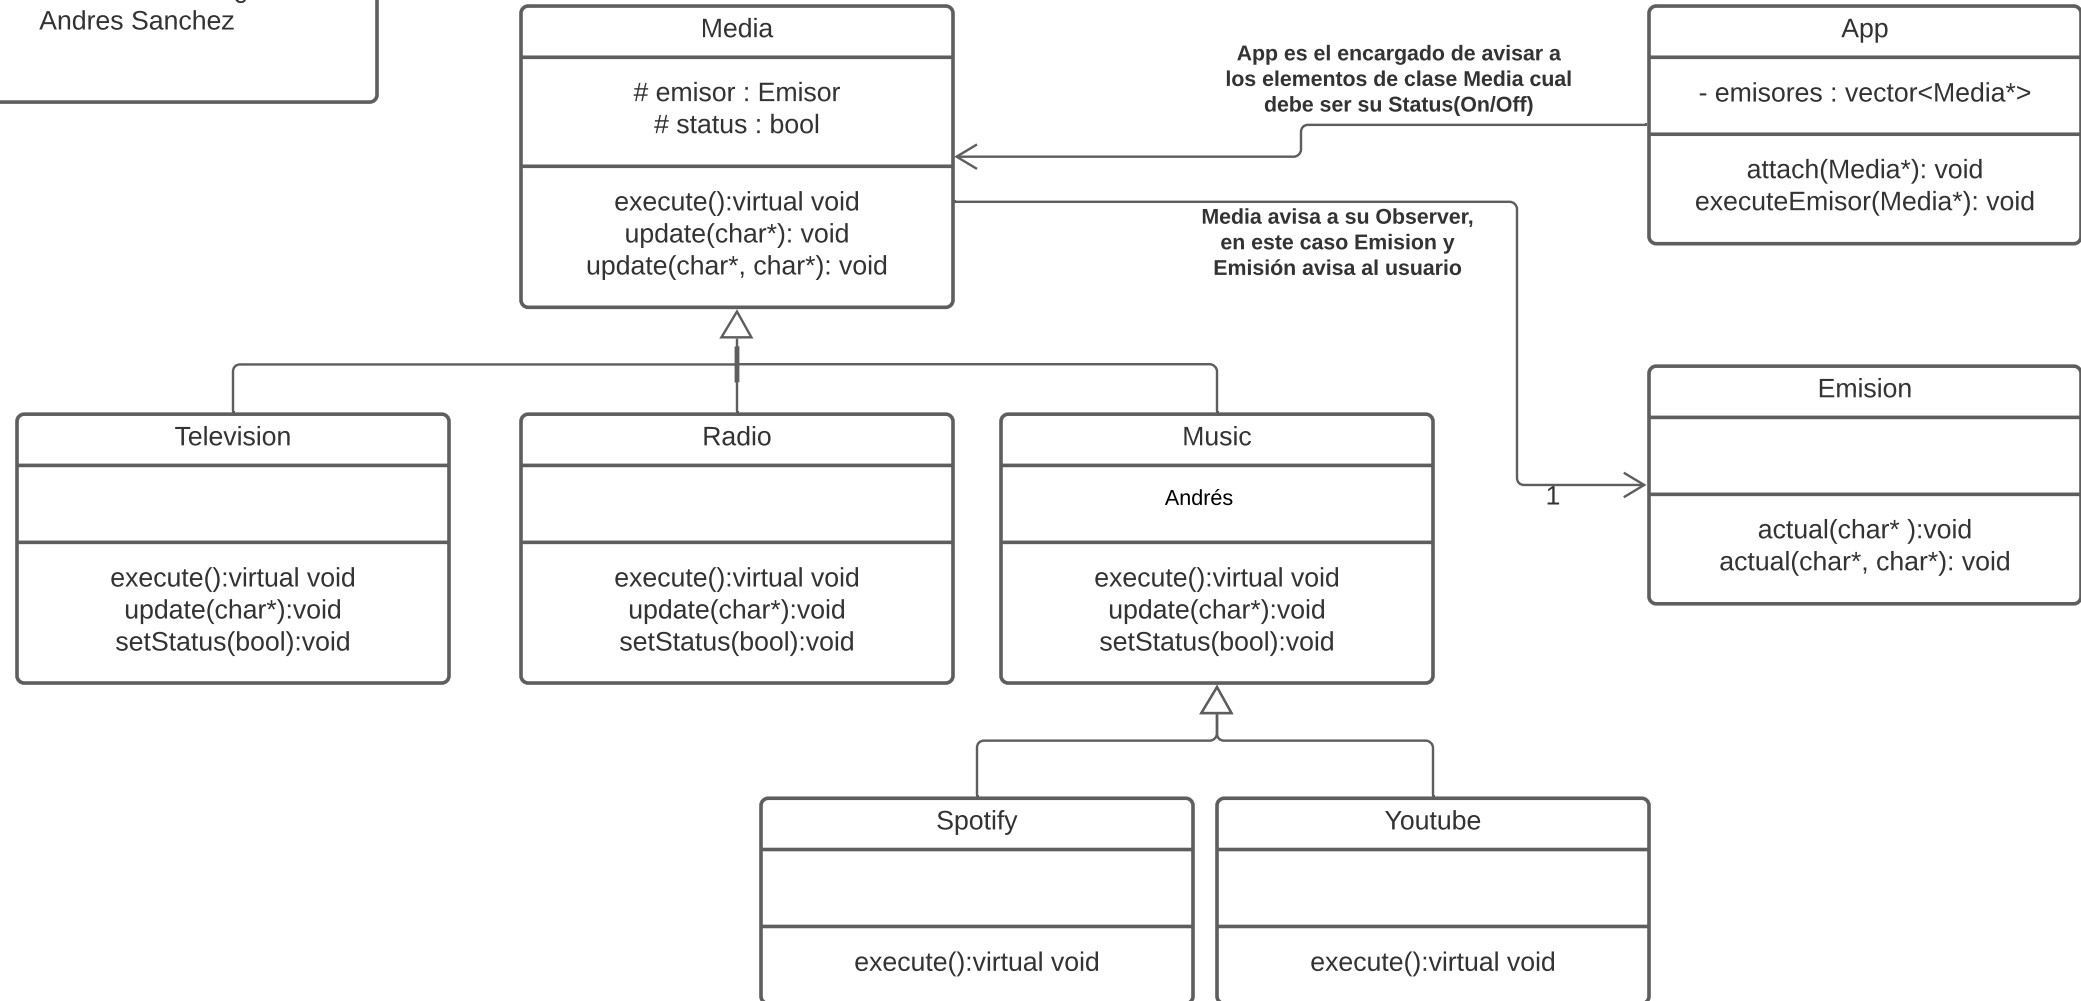 Andres Sanchez
Media
# emisor : Emisor
# status : bool
execute():virtual void
update(char*): void
update(char*, char*): void
App es el encargado de avisar a
los elementos de clase Media cual
debe ser su Status(On/Off)
App
- emisores : vector<Media*>
attach(Media*): void
executeEmisor(Media*): void
Media avisa a su Observer,
en este caso Emision y
Emisión avisa al usuario
1
Emision
actual(char* ):void
actual(char*, char*): void
Television
execute():virtual void
update(char*):void
setStatus(bool):void
Radio
execute():virtual void
update(char*):void
setStatus(bool):void
Music
Andrés
execute():virtual void
update(char*):void
setStatus(bool):void
Spotify
execute():virtual void
Youtube
execute():virtual void